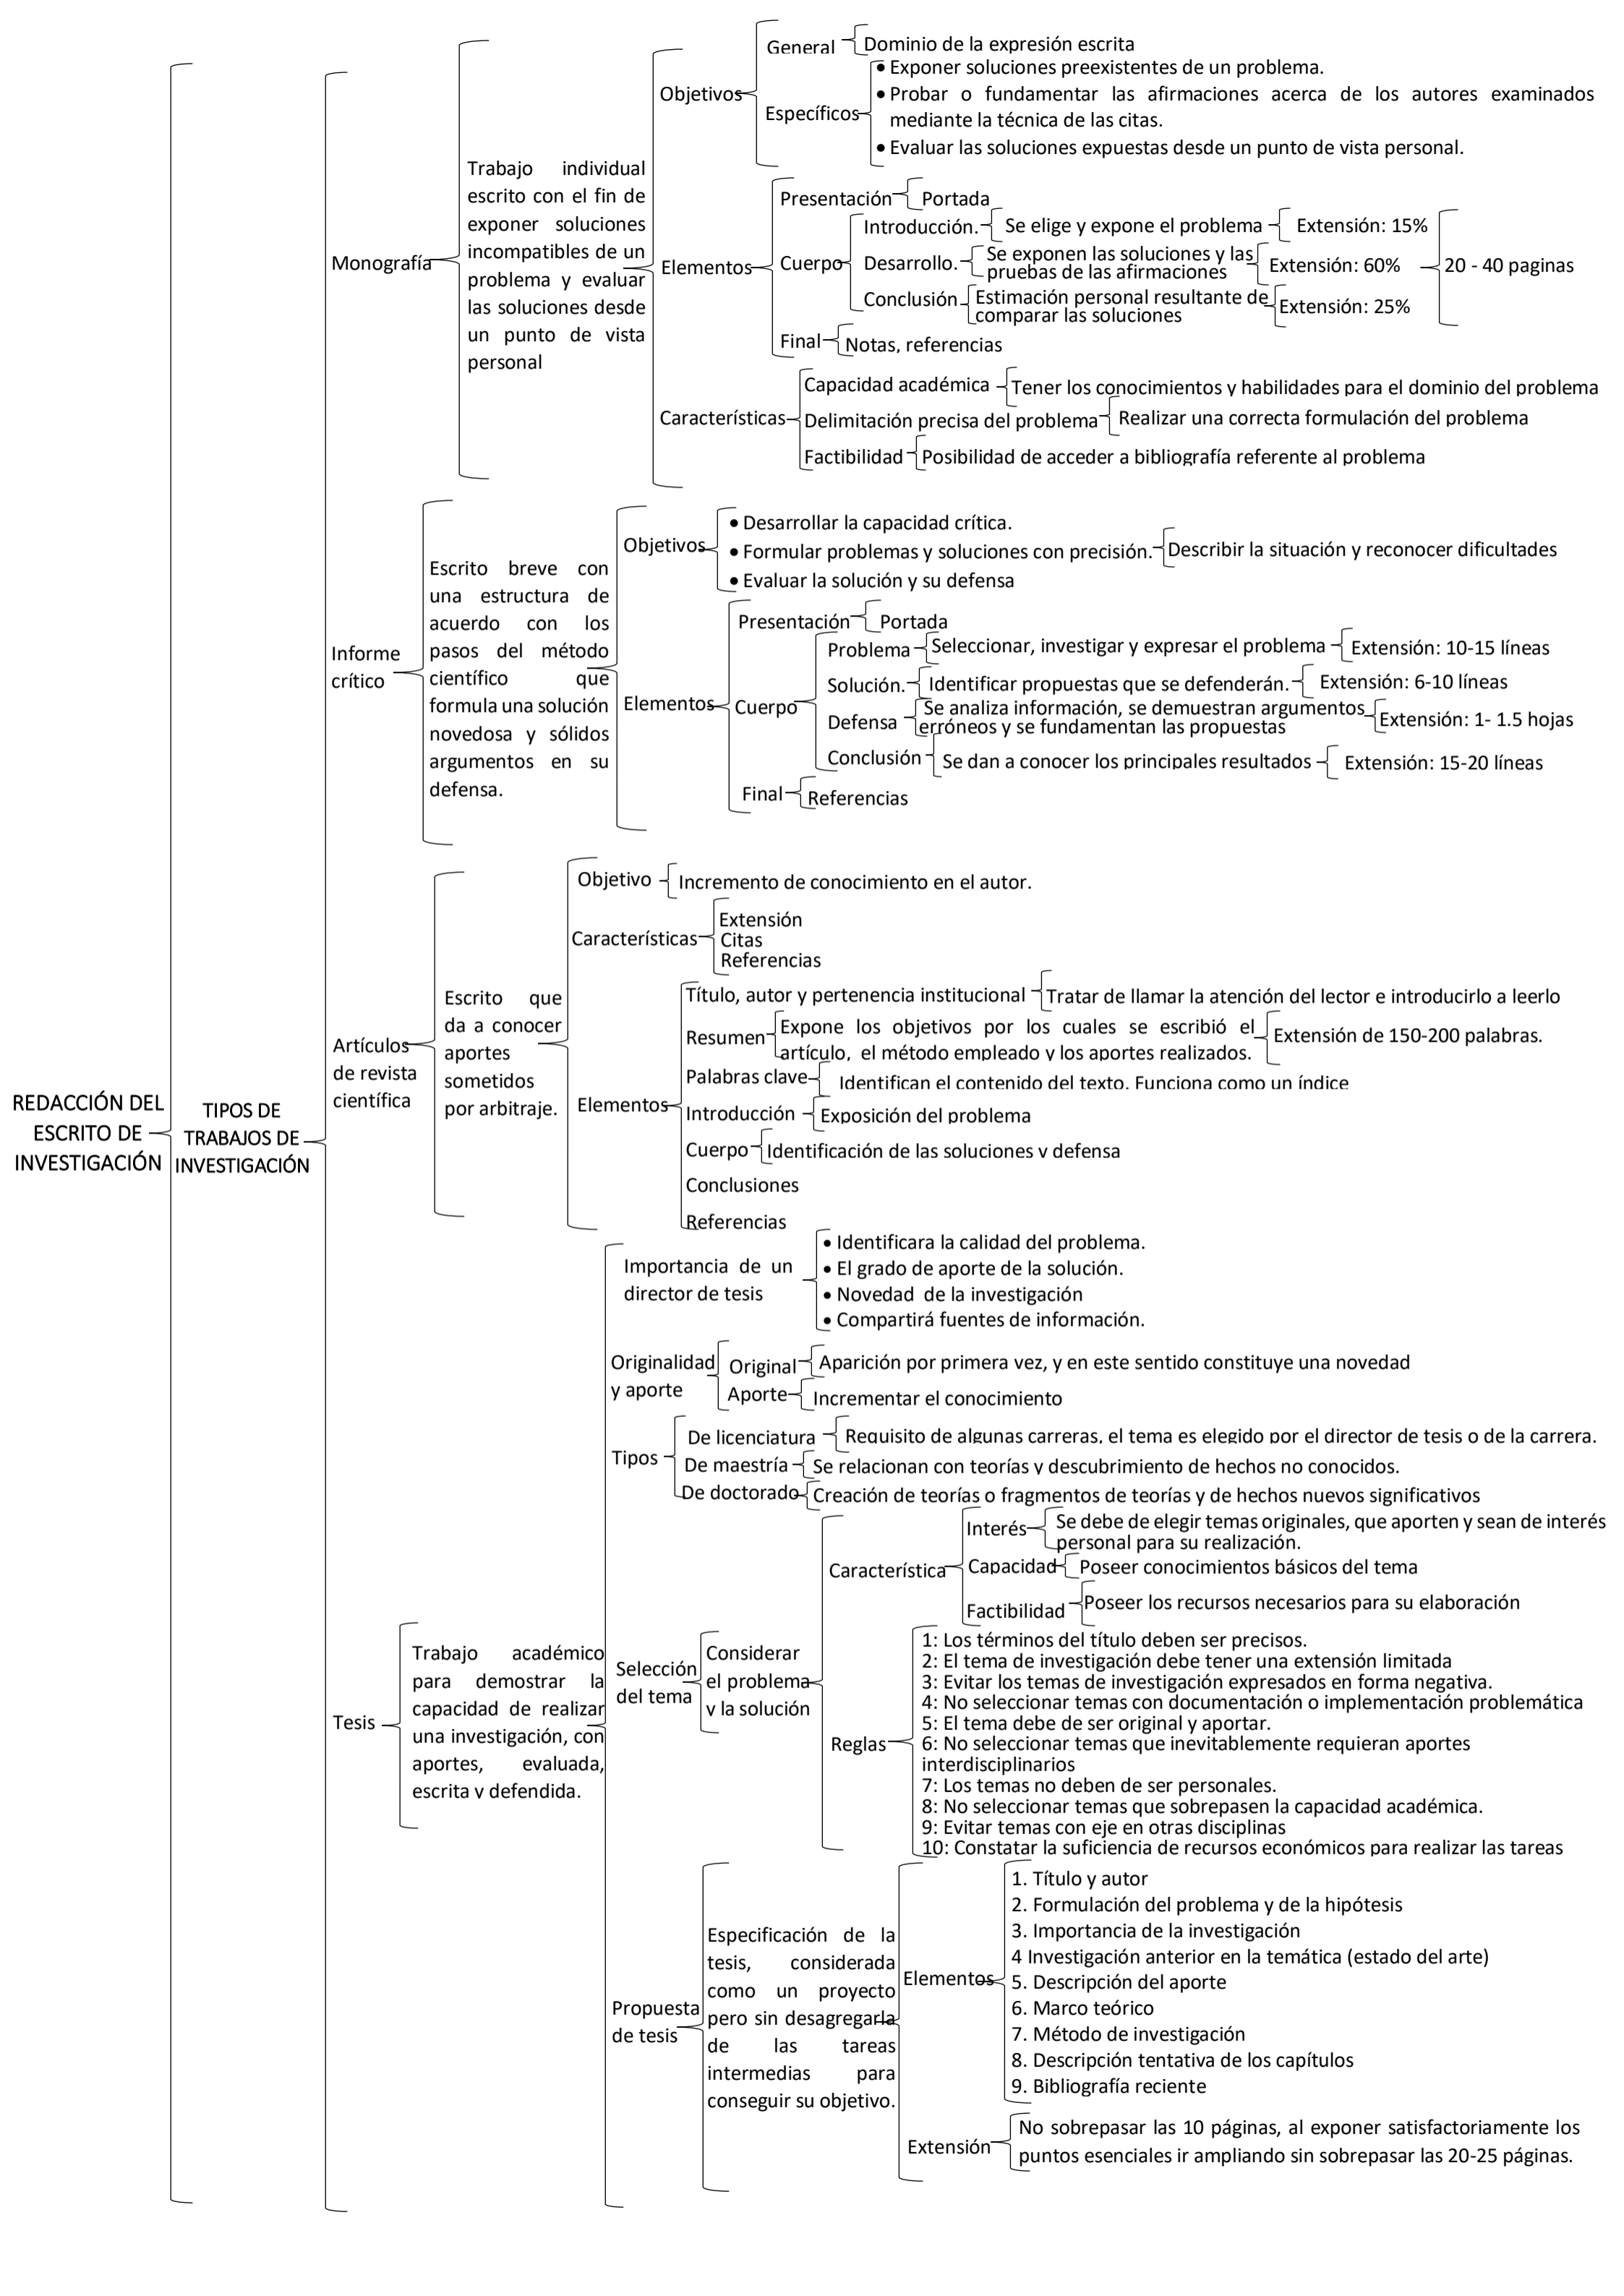 REDACCIÓN DEL
ESCRITO DE
INVESTIGACIÓN
TIPOS DE
TRABAJOS DE
INVESTIGACIÓN
Monografía
Trabajo individual
escrito con el fin de
exponer soluciones
incompatibles de un
problema y evaluar
las soluciones desde
un punto de vista
personal
Objetivos
General
Dominio de la expresión escrita
Específicos
• Exponer soluciones preexistentes de un problema.
• Probar o fundamentar las afirmaciones acerca de los autores examinados
mediante la técnica de las citas.
• Evaluar las soluciones expuestas desde un punto de vista personal.
Elementos
Presentación
Portada
Cuerpo
Introducción.
Se elige y expone el problema
Extensión: 15%
Desarrollo.
Se exponen las soluciones y las
pruebas de las afirmaciones
Extensión: 60%
Conclusión
Estimación personal resultante de
comparar las soluciones
Extensión: 25%
20 - 40 paginas
Final
Notas, referencias
Características
Capacidad académica
Tener los conocimientos y habilidades para el dominio del problema
Delimitación precisa del problema
Realizar una correcta formulación del problema
Factibilidad
Posibilidad de acceder a bibliografía referente al problema
Informe
crítico
Escrito breve con
una estructura de
acuerdo con los
pasos del método
científico que
formula una solución
novedosa y sólidos
argumentos en su
defensa.
Objetivos
• Desarrollar la capacidad crítica.
• Formular problemas y soluciones con precisión.
Describir la situación y reconocer dificultades
• Evaluar la solución y su defensa
Elementos
Presentación
Portada
Cuerpo
Problema
Seleccionar, investigar y expresar el problema
Extensión: 10-15 líneas
Solución.
Identificar propuestas que se defenderán.
Extensión: 6-10 líneas
Defensa
Se analiza información, se demuestran argumentos
erróneos y se fundamentan las propuestas
Extensión: 1- 1.5 hojas
Conclusión
Se dan a conocer los principales resultados
Extensión: 15-20 líneas
Final
Referencias
Artículos
de revista
científica
Escrito que
da a conocer
aportes
sometidos
por arbitraje.
Objetivo
Incremento de conocimiento en el autor.
Características
Extensión
Citas
Referencias
Elementos
Título, autor y pertenencia institucional
Tratar de llamar la atención del lector e introducirlo a leerlo
Resumen
Expone los objetivos por los cuales se escribió el
artículo, el método empleado y los aportes realizados.
Extensión de 150-200 palabras.
Palabras clave
Identifican el contenido del texto. Funciona como un índice
Introducción
Exposición del problema
Cuerpo
Identificación de las soluciones y defensa
Conclusiones
Referencias
Tesis
Trabajo académico
para demostrar la
capacidad de realizar
una investigación, con
aportes, evaluada,
escrita y defendida.
Importancia de un
director de tesis
• Identificara la calidad del problema.
• El grado de aporte de la solución.
• Novedad de la investigación
• Compartirá fuentes de información.
Originalidad
y aporte
Original
Aparición por primera vez, y en este sentido constituye una novedad
Aporte
Incrementar el conocimiento
Tipos
De licenciatura
Requisito de algunas carreras, el tema es elegido por el director de tesis o de la carrera.
De maestría
Se relacionan con teorías y descubrimiento de hechos no conocidos.
De doctorado
Creación de teorías o fragmentos de teorías y de hechos nuevos significativos
Selección
del tema
Considerar
el problema
y la solución
Característica
Interés
Se debe de elegir temas originales, que aporten y sean de interés
personal para su realización.
Capacidad
Poseer conocimientos básicos del tema
Factibilidad
Poseer los recursos necesarios para su elaboración
Reglas
1: Los términos del título deben ser precisos.
2: El tema de investigación debe tener una extensión limitada
3: Evitar los temas de investigación expresados en forma negativa.
4: No seleccionar temas con documentación o implementación problemática
5: El tema debe de ser original y aportar.
6: No seleccionar temas que inevitablemente requieran aportes
interdisciplinarios
7: Los temas no deben de ser personales.
8: No seleccionar temas que sobrepasen la capacidad académica.
9: Evitar temas con eje en otras disciplinas
10: Constatar la suficiencia de recursos económicos para realizar las tareas
Propuesta
de tesis
Especificación de la
tesis, considerada
como un proyecto
pero sin desagregarla
de las tareas
intermedias para
conseguir su objetivo.
Elementos
1. Título y autor
2. Formulación del problema y de la hipótesis
3. Importancia de la investigación
4 Investigación anterior en la temática (estado del arte)
5. Descripción del aporte
6. Marco teórico
7. Método de investigación
8. Descripción tentativa de los capítulos
9. Bibliografía reciente
Extensión
No sobrepasar las 10 páginas, al exponer satisfactoriamente los
puntos esenciales ir ampliando sin sobrepasar las 20-25 páginas.